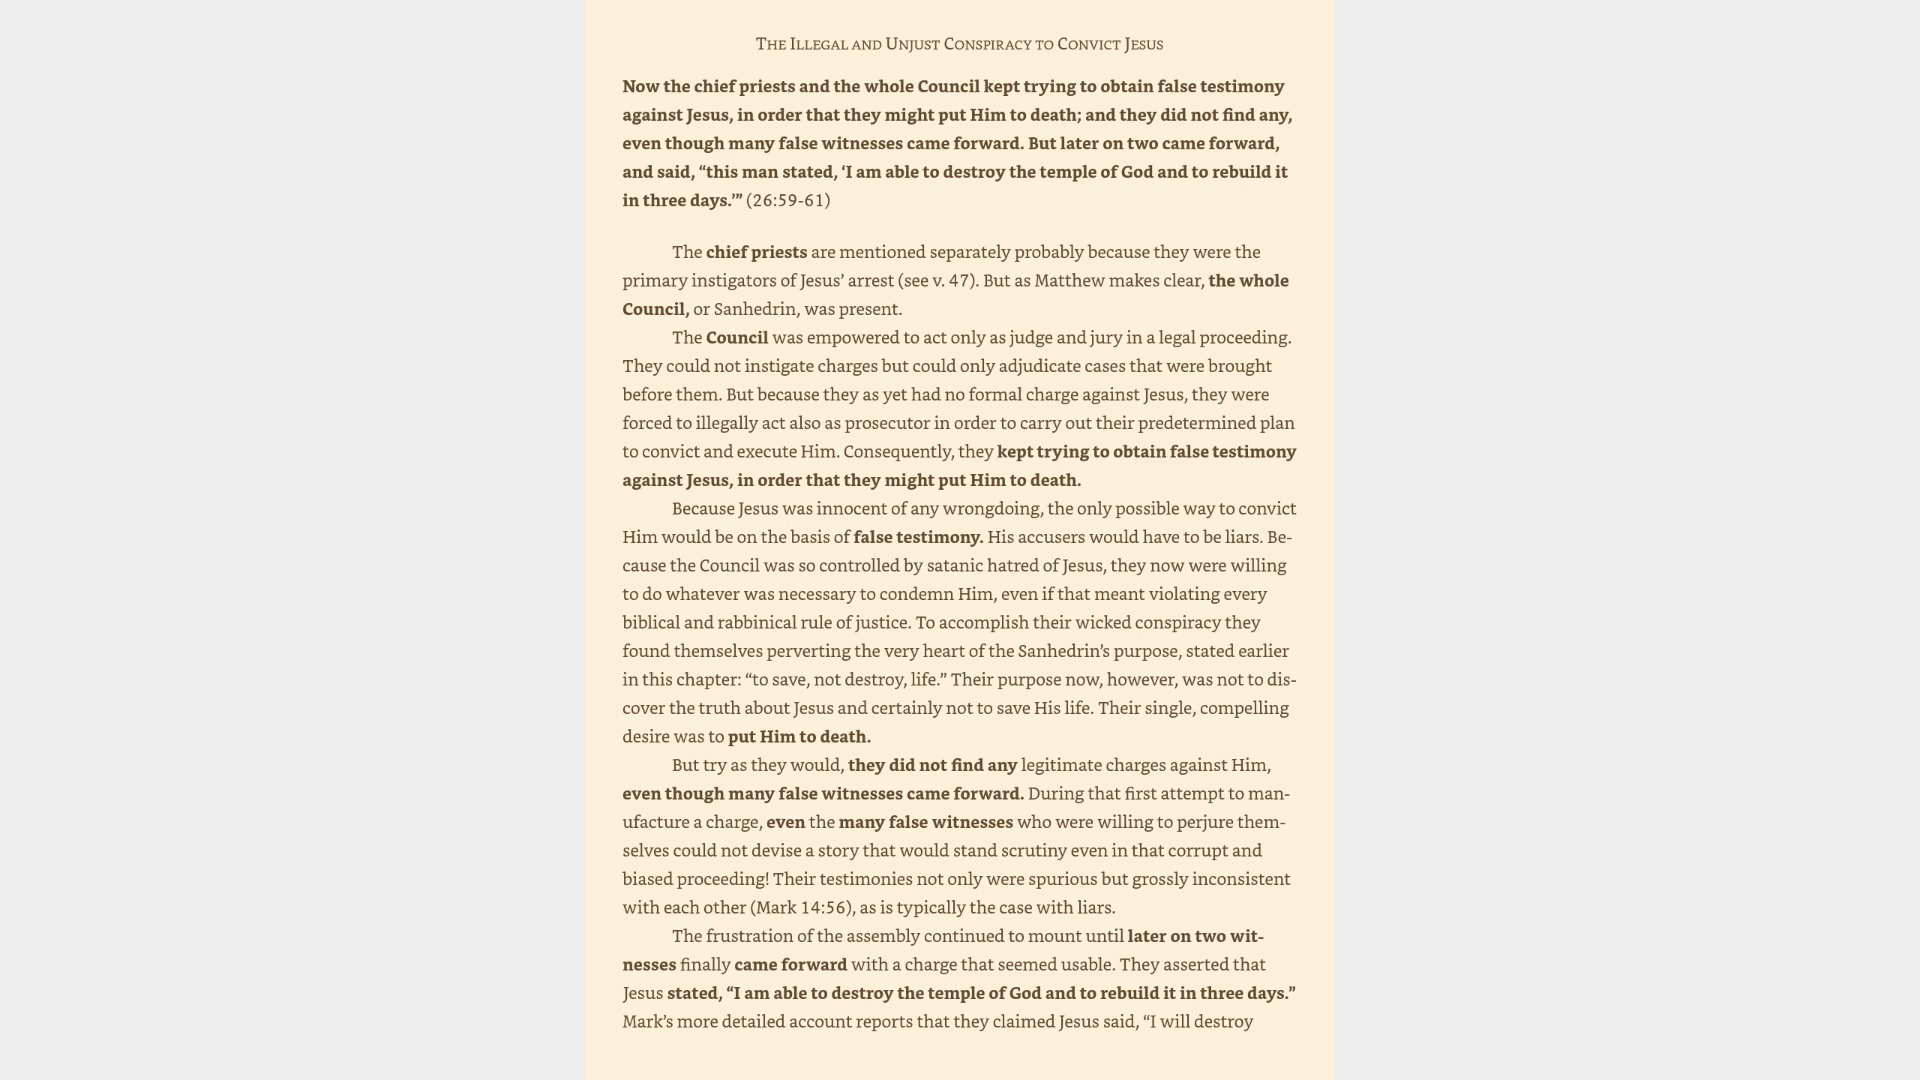 The Illegal and Unjust Conspiracy to Convict Jesus
Now the chief priests and the whole Council kept trying to obtain false testimony
against Jesus, in order that they might put Him to death; and they did not find any,
even though many false witnesses came forward. But later on two came forward,
and said, “this man stated, ‘I am able to destroy the temple of God and to rebuild it
in three days.’” (26:59-61)
The chief priests are mentioned separately probably because they were the
primary instigators of Jesus’ arrest (see v. 47). But as Matthew makes clear, the whole
Council, or Sanhedrin, was present.
The Council was empowered to act only as judge and jury in a legal proceeding.
They could not instigate charges but could only adjudicate cases that were brought
before them. But because they as yet had no formal charge against Jesus, they were
forced to illegally act also as prosecutor in order to carry out their predetermined plan
to convict and execute Him. Consequently, they kept trying to obtain false testimony
against Jesus, in order that they might put Him to death.
Because Jesus was innocent of any wrongdoing, the only possible way to convict
Him would be on the basis of false testimony. His accusers would have to be liars. Be-
cause the Council was so controlled by satanic hatred of Jesus, they now were willing
to do whatever was necessary to condemn Him, even if that meant violating every
biblical and rabbinical rule of justice. To accomplish their wicked conspiracy they
found themselves perverting the very heart of the Sanhedrin’s purpose, stated earlier
in this chapter: “to save, not destroy, life.” Their purpose now, however, was not to dis-
cover the truth about Jesus and certainly not to save His life. Their single, compelling
desire was to put Him to death.
But try as they would, they did not find any legitimate charges against Him,
even though many false witnesses came forward. During that first attempt to man-
ufacture a charge, even the many false witnesses who were willing to perjure them-
selves could not devise a story that would stand scrutiny even in that corrupt and
biased proceeding! Their testimonies not only were spurious but grossly inconsistent
with each other (Mark 14:56), as is typically the case with liars.
The frustration of the assembly continued to mount until later on two wit-
nesses finally came forward with a charge that seemed usable. They asserted that
Jesus stated, “I am able to destroy the temple of God and to rebuild it in three days.”
Mark’s more detailed account reports that they claimed Jesus said, “I will destroy